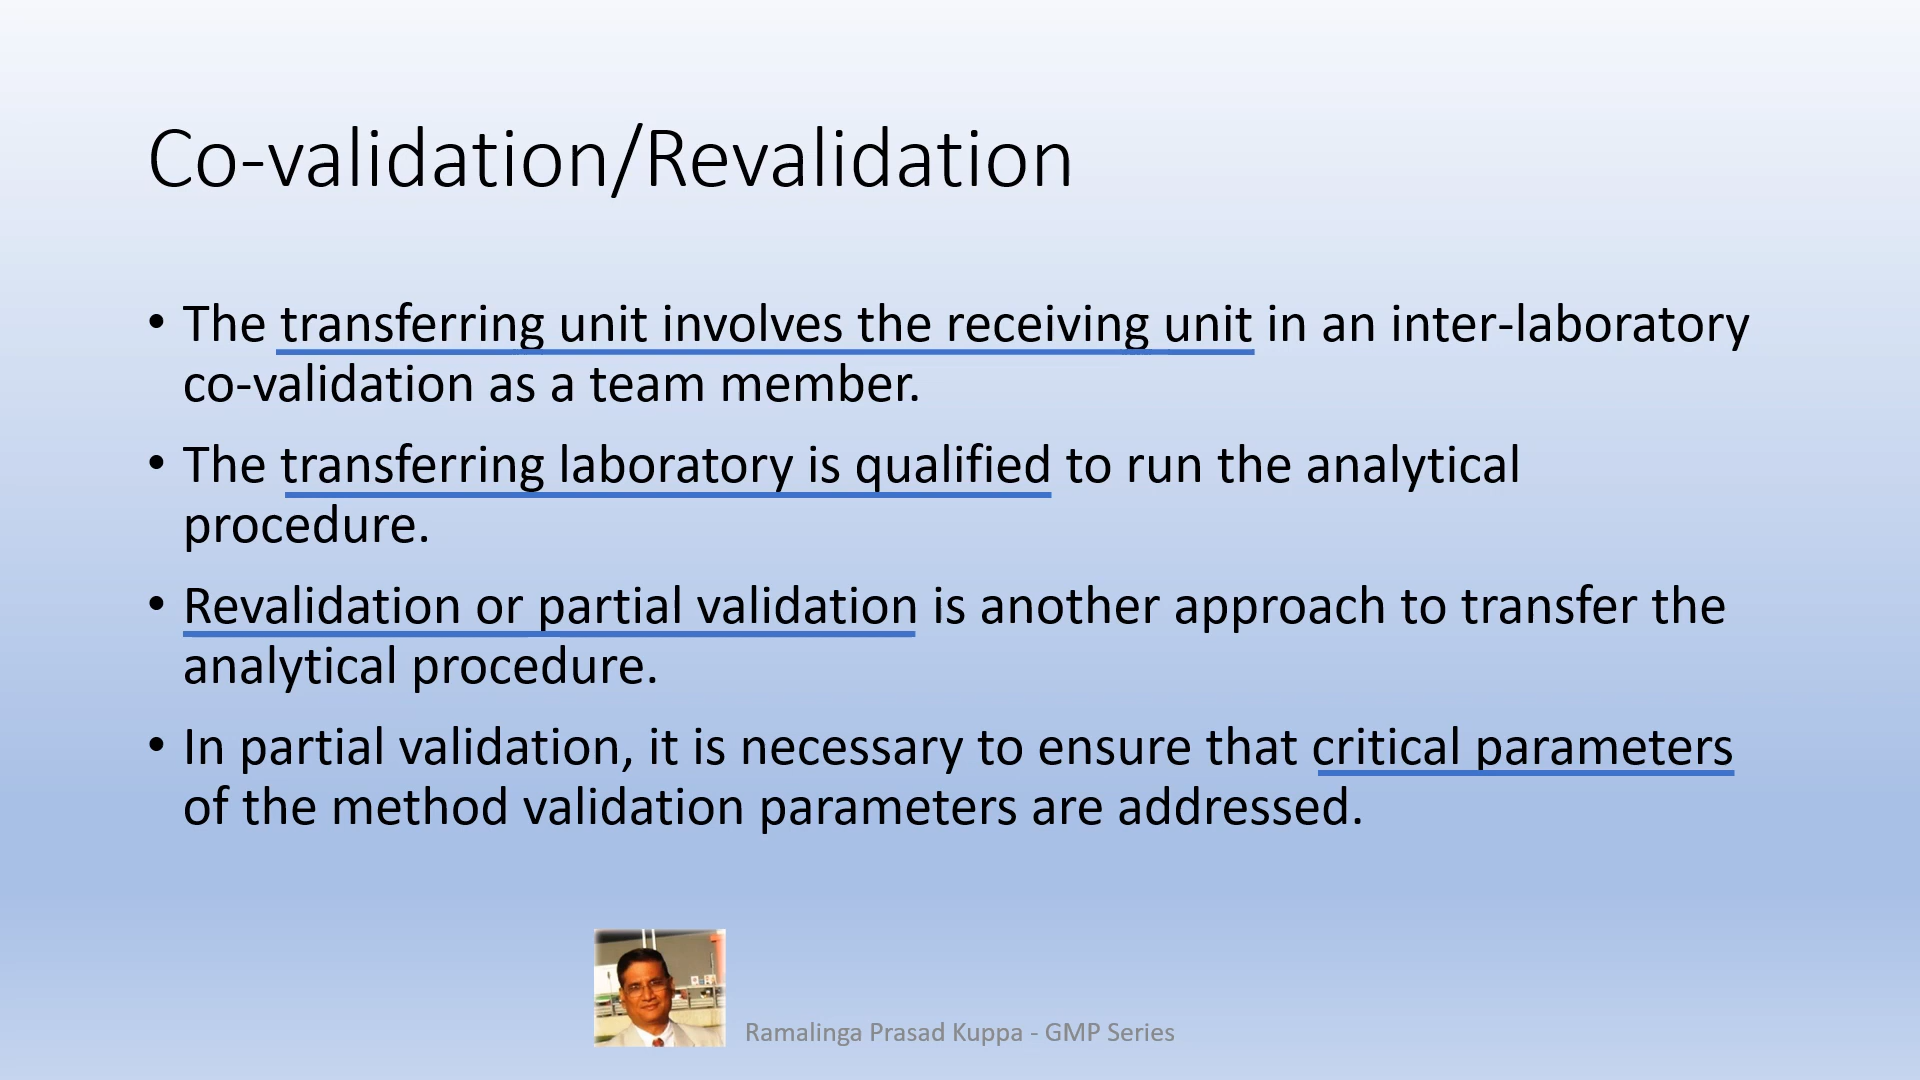 Co-validation/Revalidation
• The transferring unit involves the receiving unit in an inter-laboratory
co-validation as a team member.
• The transferring laboratory is qualified to run the analytical
procedure.
• Revalidation or partial validation is another approach to transfer the
analytical procedure.
• In partial validation, it is necessary to ensure that critical parameters
of the method validation parameters are addressed.
Ramalinga Prasad Kuppa - GMP Series